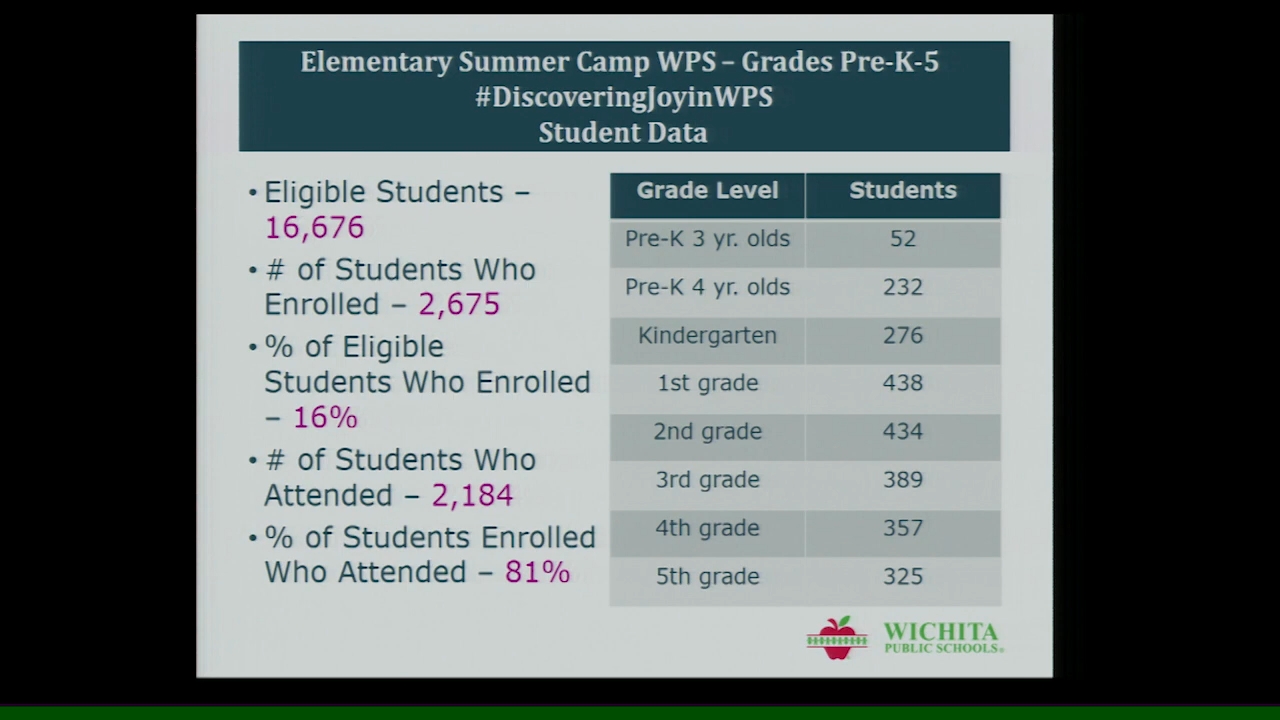 Elementary Summer Camp WPS – Grades Pre-K-5
#DiscoveringJoyinWPS
Student Data
• Eligible Students –
16,676
• # of Students Who
Enrolled – 2,675
• % of Eligible
Students Who Enrolled
– 16%
• # of Students Who
Attended – 2,184
• % of Students Enrolled
Who Attended – 81%
Grade Level Students
Pre-K 3 yr. olds 52
Pre-K 4 yr. olds 232
Kindergarten 276
1st grade 438
2nd grade 434
3rd grade 389
4th grade 357
5th grade 325
WICHITA
PUBLIC SCHOOLS®